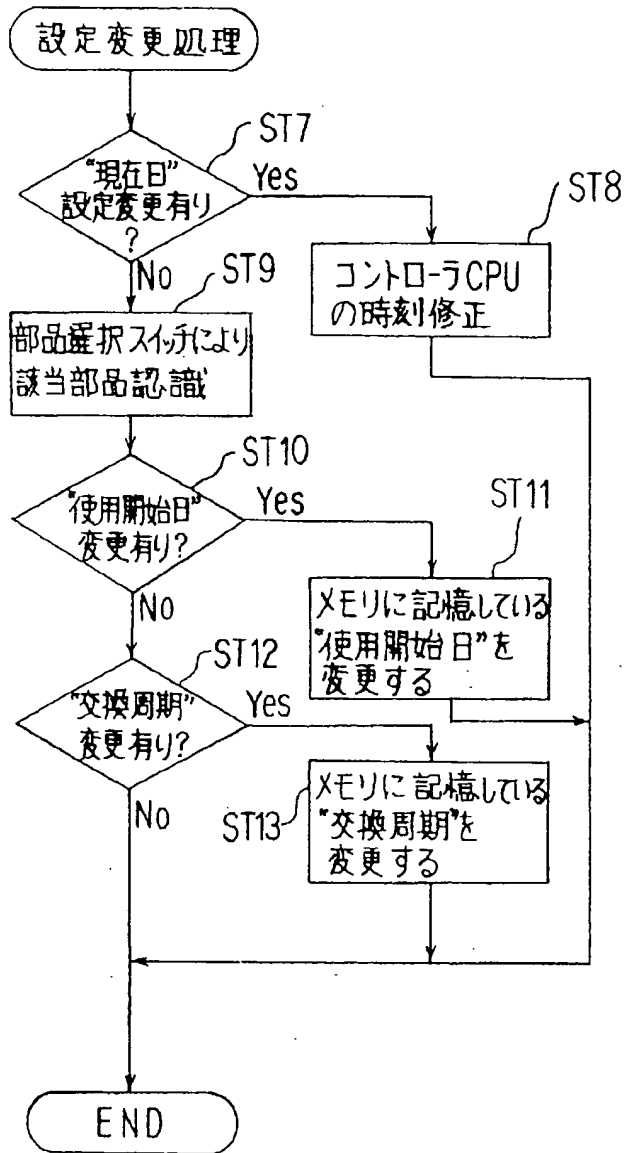 設定変更処理
ST7
“現在日”
設定変更有り
?
Yes
ST8
コントローラCPU
の時刻修正
No
ST9
部品選択スイッチにより
該当部品認識
ST10
“使用開始日”
変更有り?
Yes
ST11
メモリに記憶している
“使用開始日”を
変更する
No
ST12
“交換周期”
変更有り?
Yes
ST13
メモリに記憶している
“交換周期”を
変更する
No
END